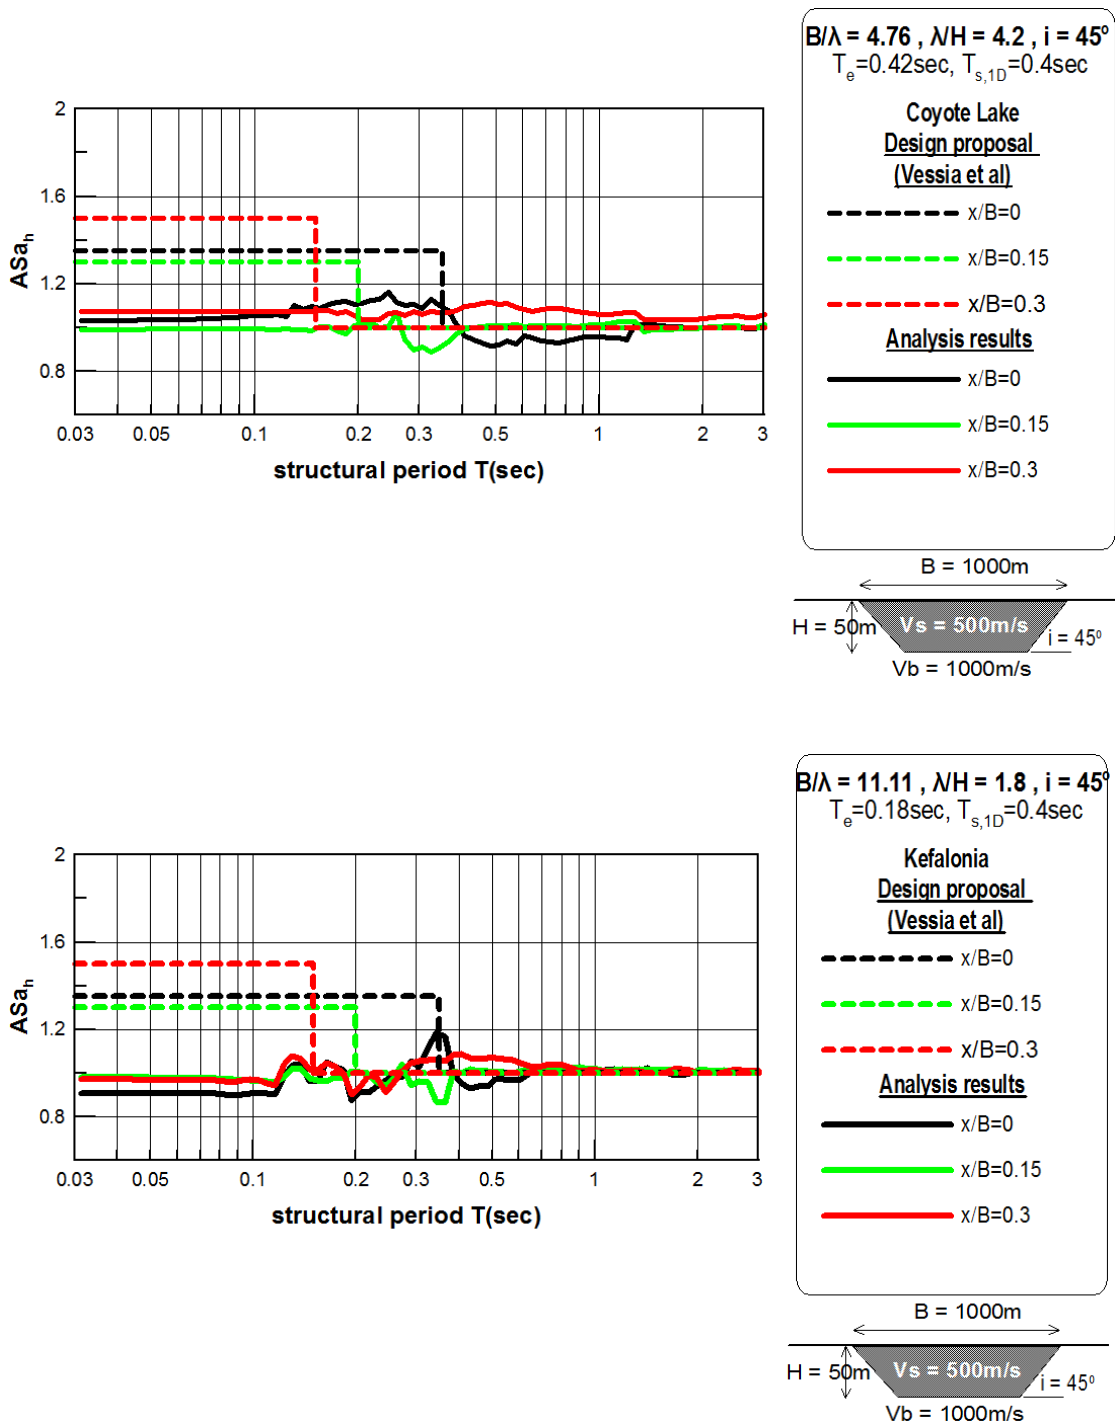 B/λ = 4.76 , λ/H = 4.2 , i = 45⁰
Te=0.42sec, Ts,1D=0.4sec
Coyote Lake
Design proposal
(Vessia et al)
x/B=0
x/B=0.15
x/B=0.3
Analysis results
x/B=0
x/B=0.15
x/B=0.3
2
1.6
1.2
0.8
ASah
0.03 0.05 0.1 0.2 0.3 0.5 1 2 3
structural period T(sec)
B = 1000m
H = 50m
Vs = 500m/s
i = 45⁰
Vb = 1000m/s
B/λ = 11.11 , λ/H = 1.8 , i = 45⁰
Te=0.18sec, Ts,1D=0.4sec
Kefalonia
Design proposal
(Vessia et al)
x/B=0
x/B=0.15
x/B=0.3
Analysis results
x/B=0
x/B=0.15
x/B=0.3
2
1.6
1.2
0.8
ASah
0.03 0.05 0.1 0.2 0.3 0.5 1 2 3
structural period T(sec)
B = 1000m
H = 50m
Vs = 500m/s
i = 45⁰
Vb = 1000m/s